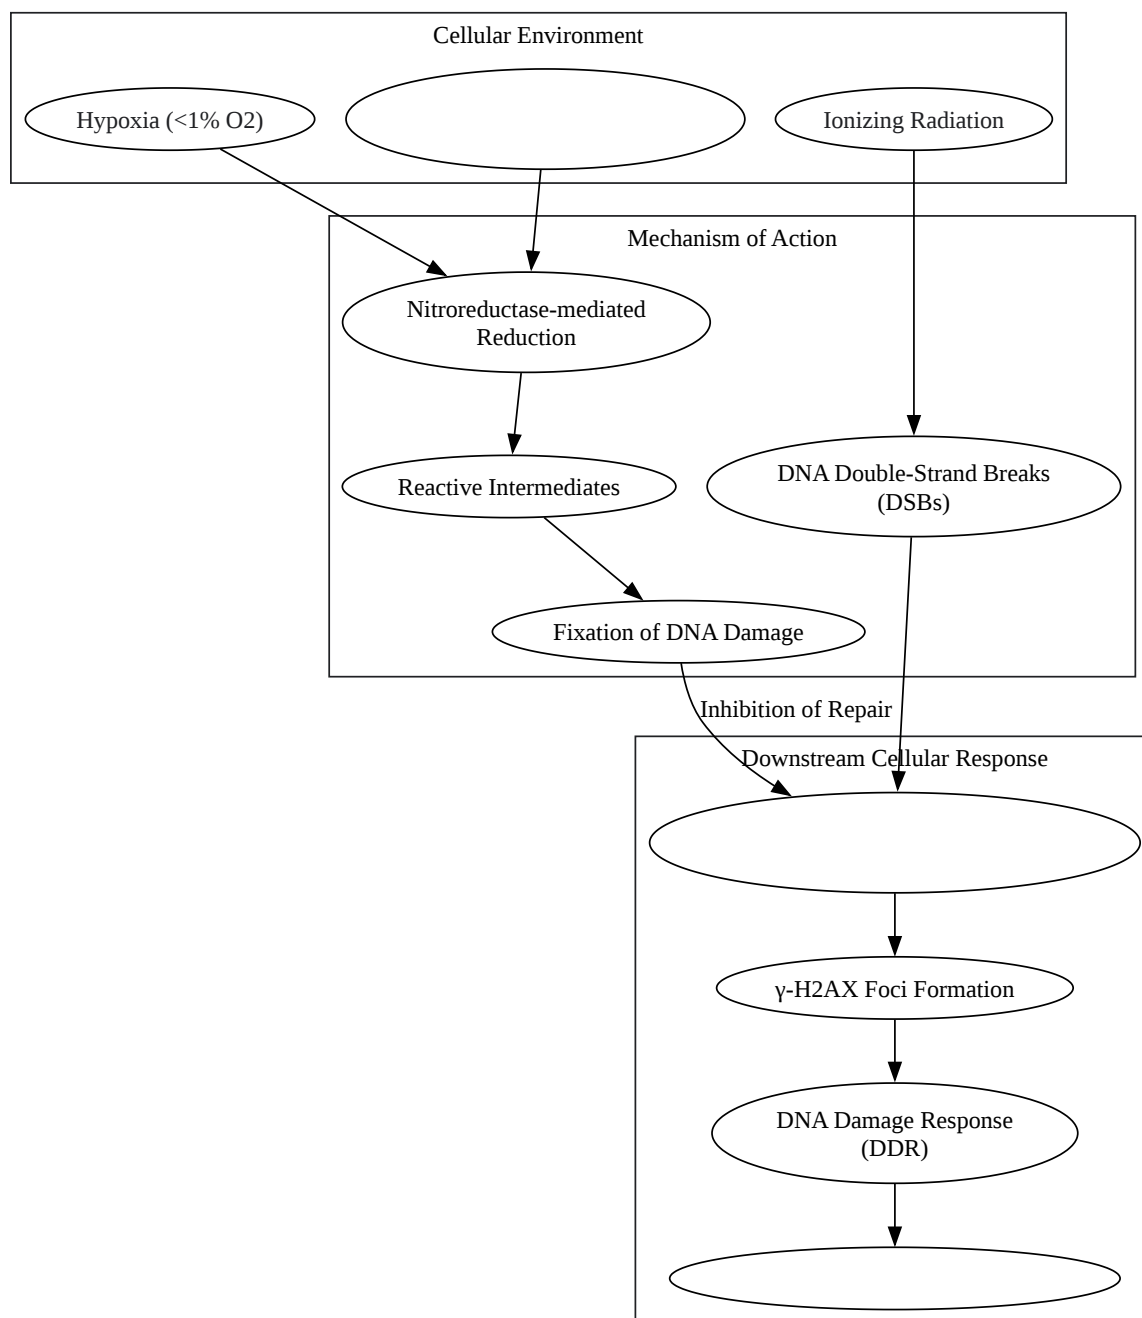 Cellular Environment
Hypoxia (<1% O2)
Ionizing Radiation
Mechanism of Action
Nitroreductase-mediated
Reduction
Reactive Intermediates
DNA Double-Strand Breaks
(DSBs)
Fixation of DNA Damage
Inhibition of Repair
Downstream Cellular Response
γ-H2AX Foci Formation
DNA Damage Response
(DDR)